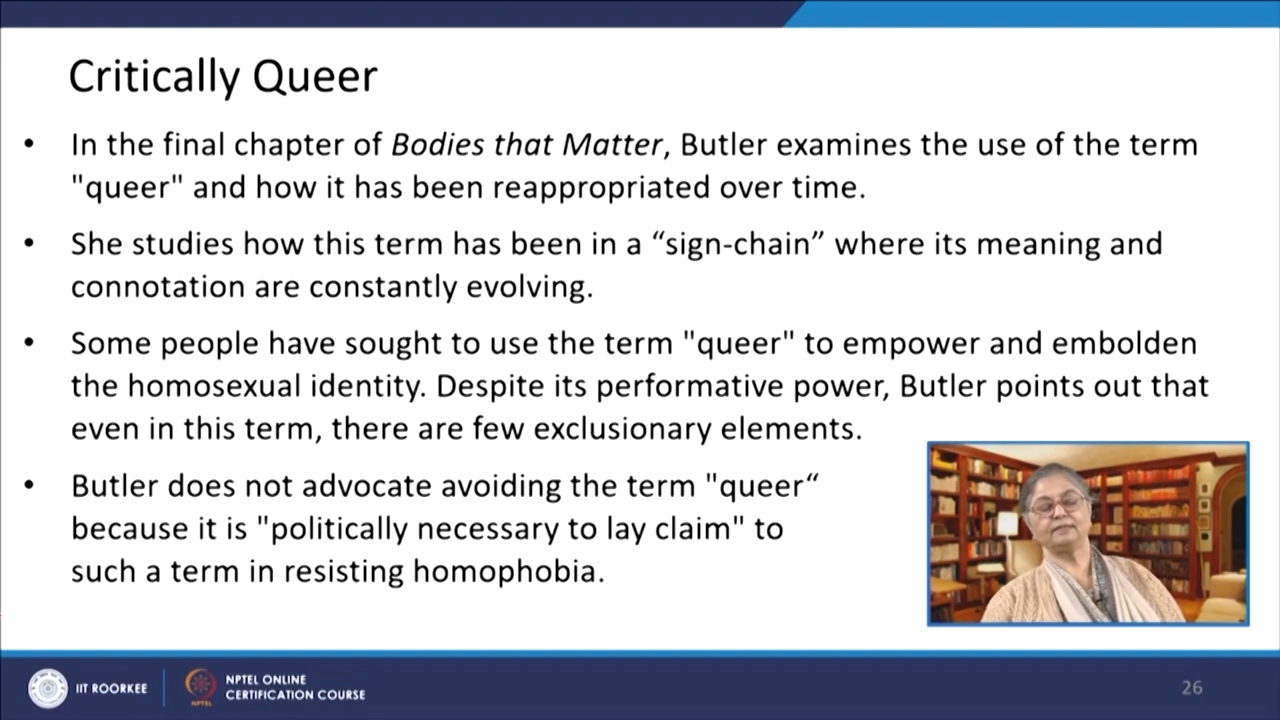 Critically Queer
• In the final chapter of Bodies that Matter, Butler examines the use of the term
"queer" and how it has been reappropriated over time.
• She studies how this term has been in a “sign-chain” where its meaning and
connotation are constantly evolving.
• Some people have sought to use the term "queer" to empower and embolden
the homosexual identity. Despite its performative power, Butler points out that
even in this term, there are few exclusionary elements.
• Butler does not advocate avoiding the term "queer“
because it is "politically necessary to lay claim" to
such a term in resisting homophobia.
IIT ROORKEE
NPTEL
NPTEL ONLINE
CERTIFICATION COURSE
26